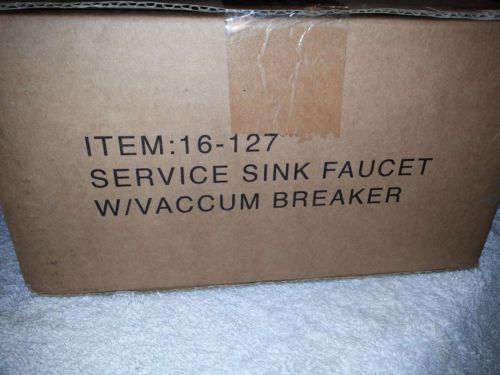 ITEM:16-127
SERVICE SINK FAUCET
W/VACCUM BREAKER